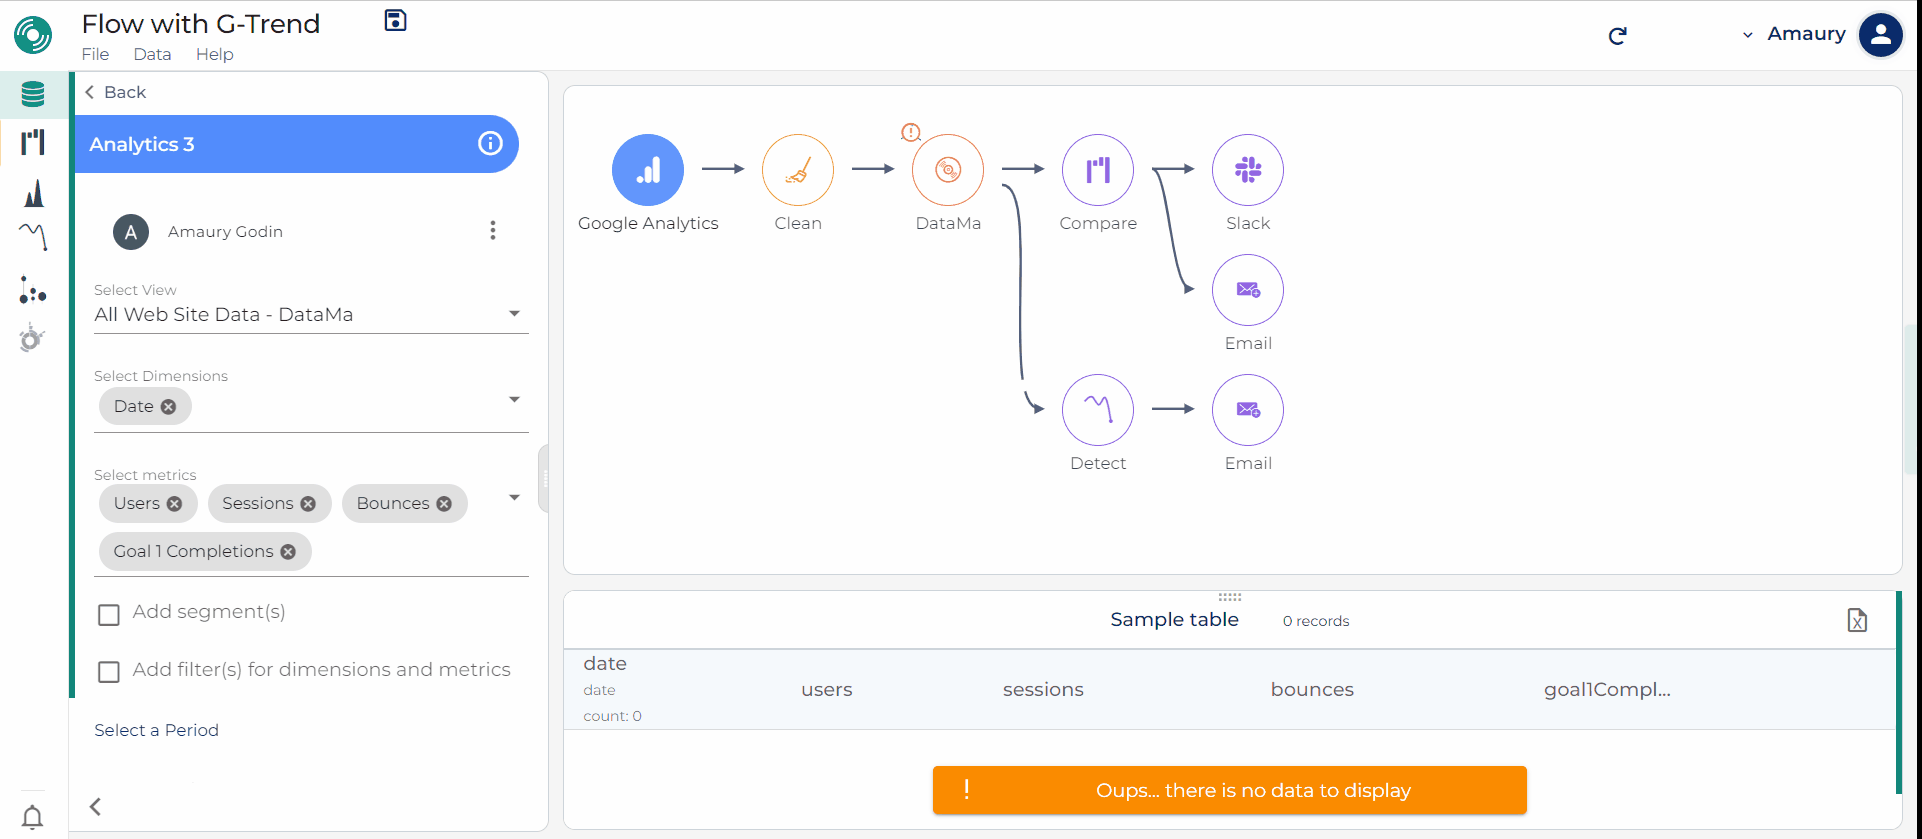 Flow with G-Trend
File Data Help
Amaury
Back
Analytics 3
A Amaury Godin
Select View
All Web Site Data - DataMa
Select Dimensions
Date
Select metrics
Users Sessions Bounces
Goal 1 Completions
Add segment(s)
Add filter(s) for dimensions and metrics
Select a Period
Google Analytics Clean DataMa Compare Slack
Email
Detect Email
Sample table 0 records
date
date users sessions bounces goal1Compl...
count: 0
! Oups... there is no data to display